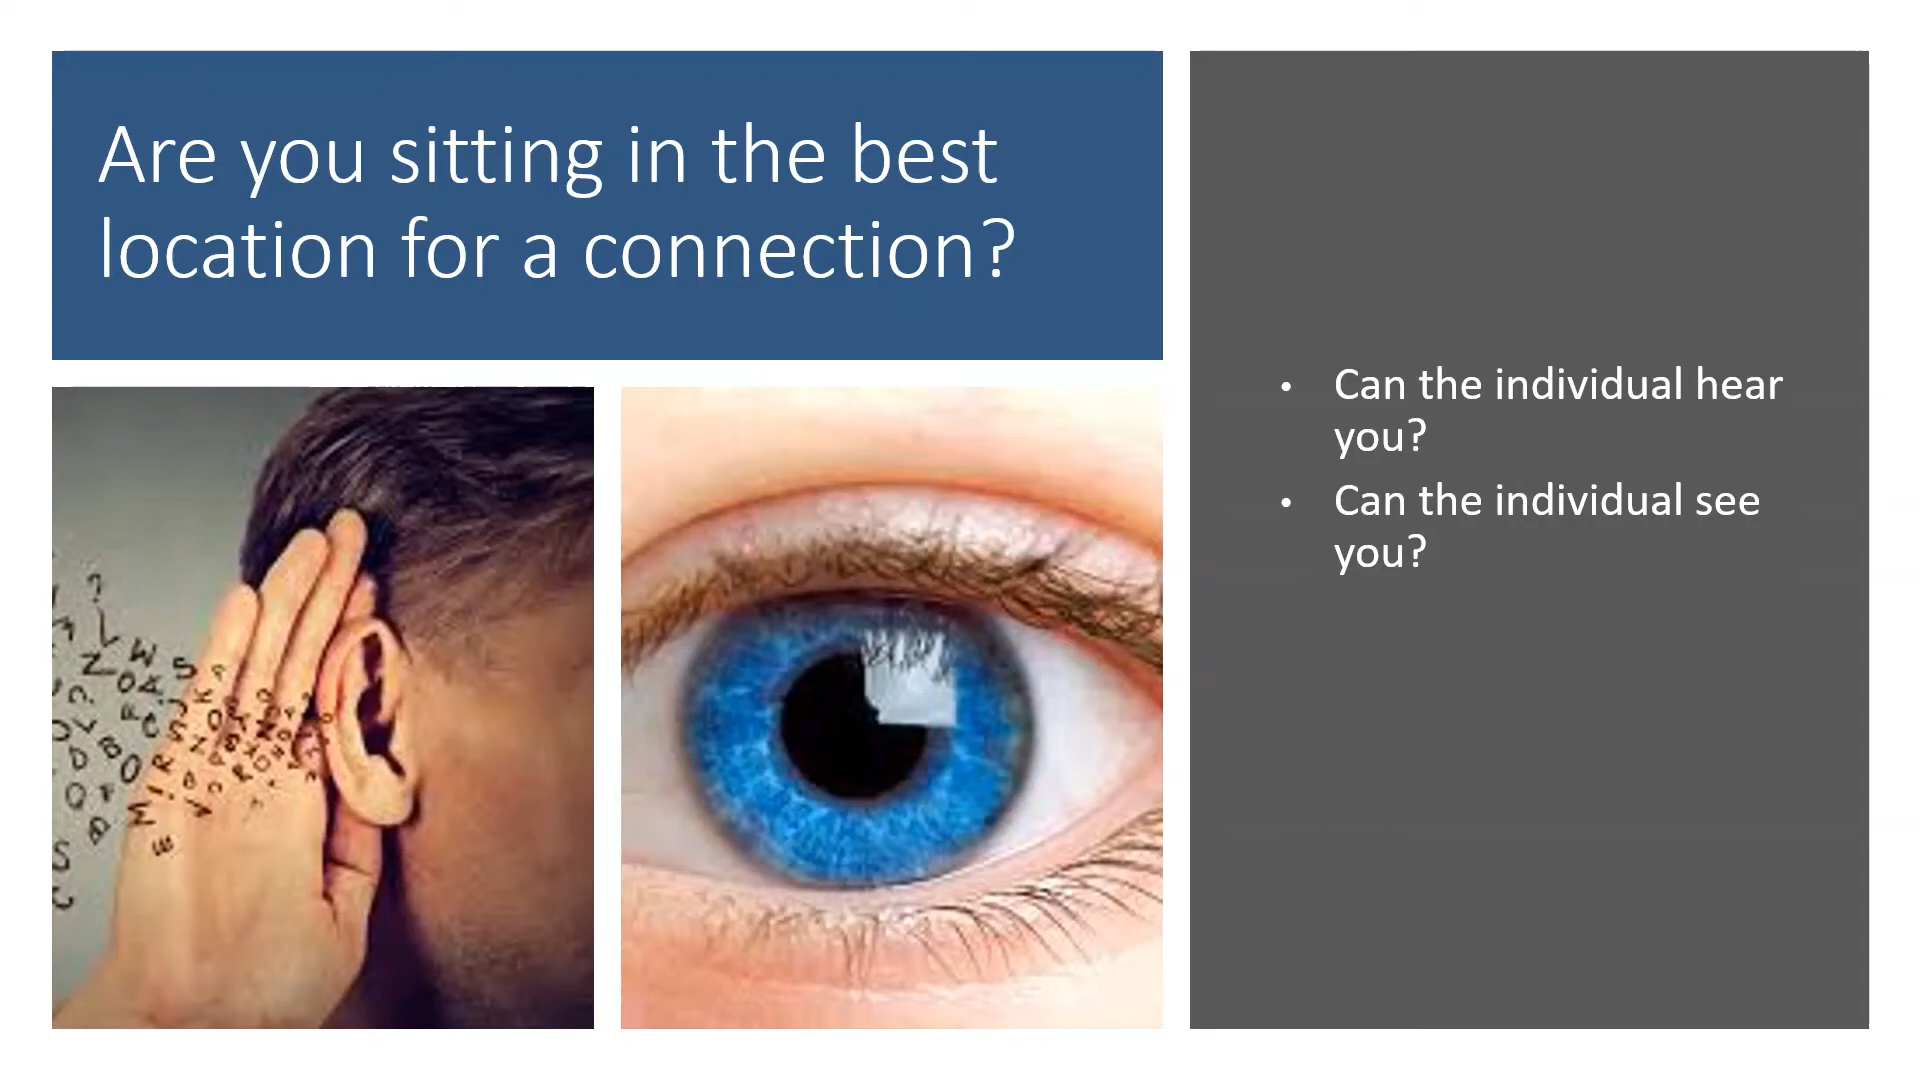 Are you sitting in the best
location for a connection?
• Can the individual hear
you?
• Can the individual see
you?